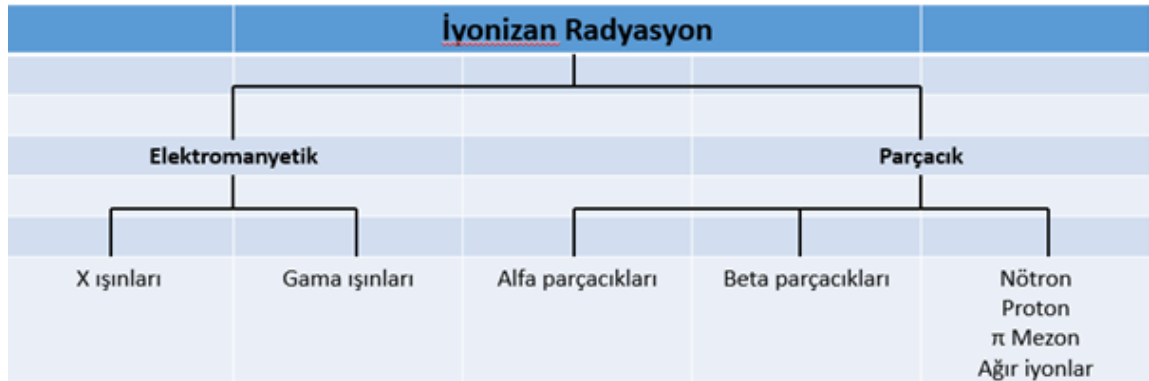 İyonizan Radyasyon
Elektromanyetik
Parçacık
X ışınları
Gama ışınları
Alfa parçacıkları
Beta parçacıkları
Nötron
Proton
π Mezon
Ağır iyonlar